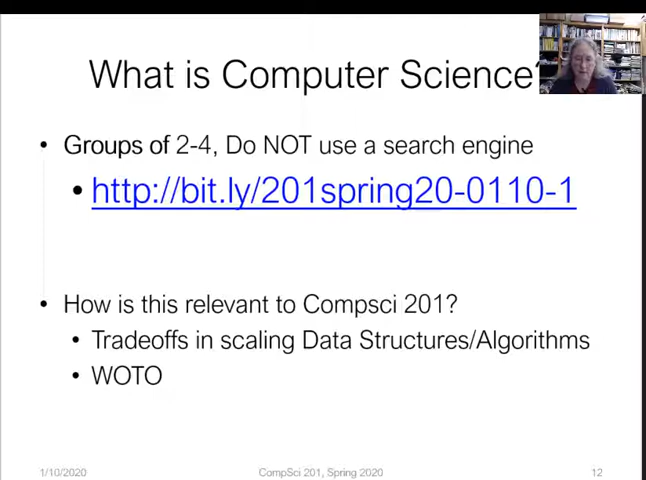 What is Computer Science?
• Groups of 2-4, Do NOT use a search engine
• http://bit.ly/201spring20-0110-1
• How is this relevant to Compsci 201?
• Tradeoffs in scaling Data Structures/Algorithms
• WOTO
1/10/2020
CompSci 201, Spring 2020
12